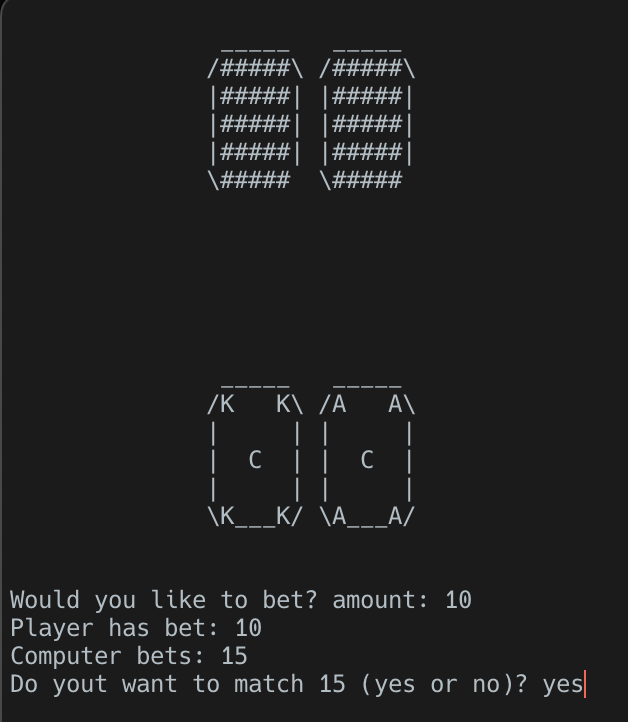 _____   _____
/#####\ /#####\
|#####| |#####|
|#####| |#####|
|#####| |#####|
\#####  \#####
 _____   _____
/K   K\ /A   A\
|     | |     |
|  C  | |  C  |
|     | |     |
\K___K/ \A___A/
Would you like to bet? amount: 10
Player has bet: 10
Computer bets: 15
Do yout want to match 15 (yes or no)? yes